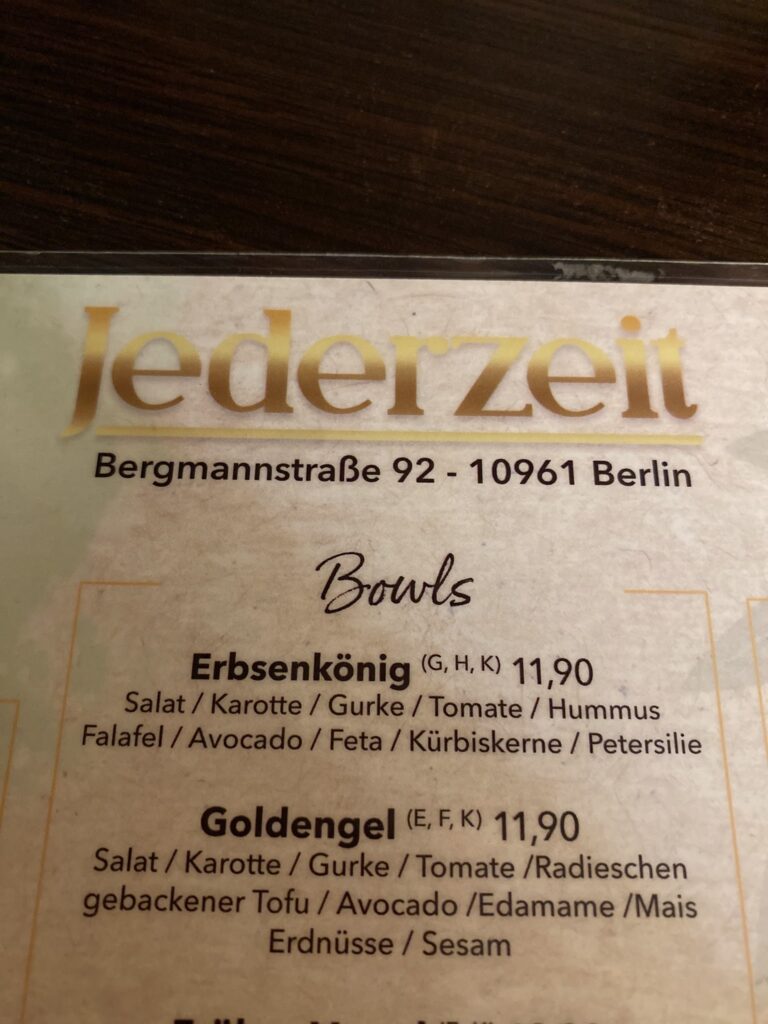 Jederzeit
Bergmannstraße 92 - 10961 Berlin
Bowls
Erbsenkönig (G, H, K) 11,90
Salat / Karotte / Gurke / Tomate / Hummus
Falafel / Avocado / Feta / Kürbiskerne / Petersilie
Goldengel (E, F, K) 11,90
Salat / Karotte / Gurke / Tomate /Radieschen
gebackener Tofu / Avocado /Edamame /Mais
Erdnüsse / Sesam